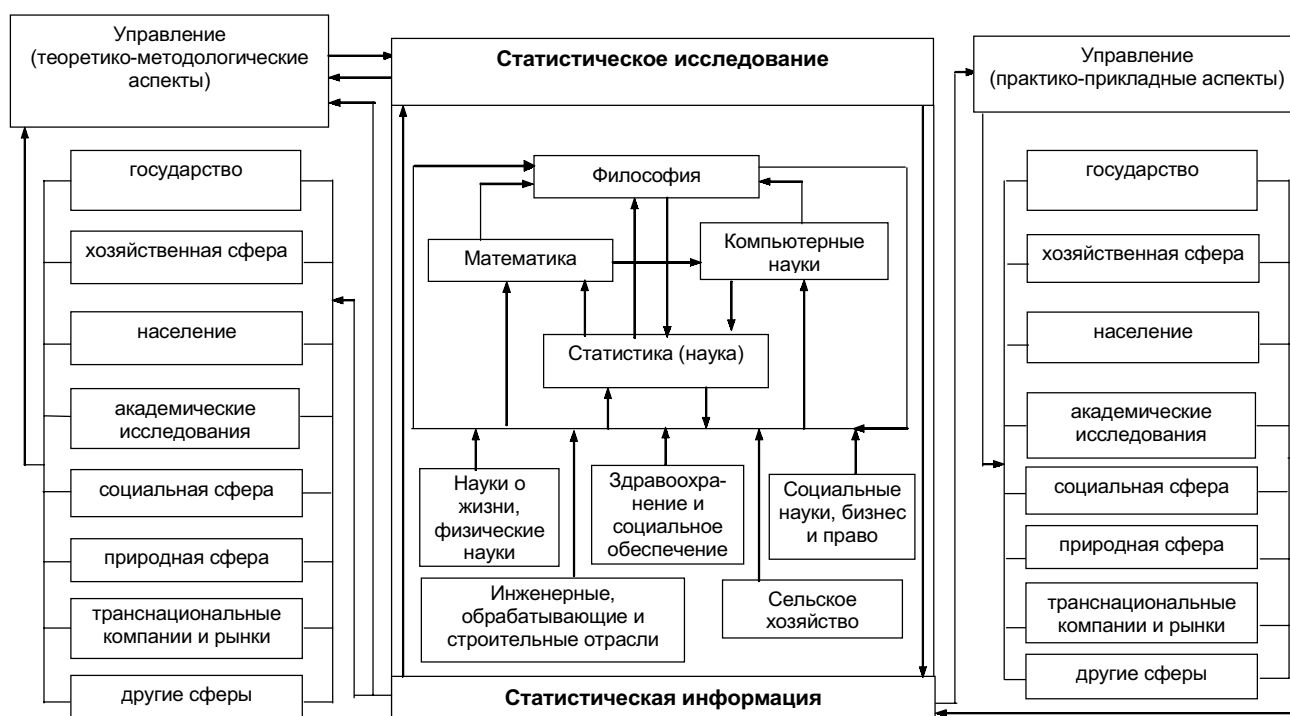 Управление
(теоретико-методологические
аспекты)
государство
хозяйственная сфера
население
академические
исследования
социальная сфера
природная сфера
транснациональные
компании и рынки
другие сферы
Статистическое исследование
Философия
Математика
Компьютерные
науки
Статистика (наука)
Науки о
жизни,
физические
науки
Здравоохра-
нение и
социальное
обеспечение
Социальные
науки, бизнес
и право
Инженерные,
обрабатывающие и
строительные отрасли
Сельское
хозяйство
Статистическая информация
Управление
(практико-прикладные аспекты)
государство
хозяйственная сфера
население
академические
исследования
социальная сфера
природная сфера
транснациональные
компании и рынки
другие сферы